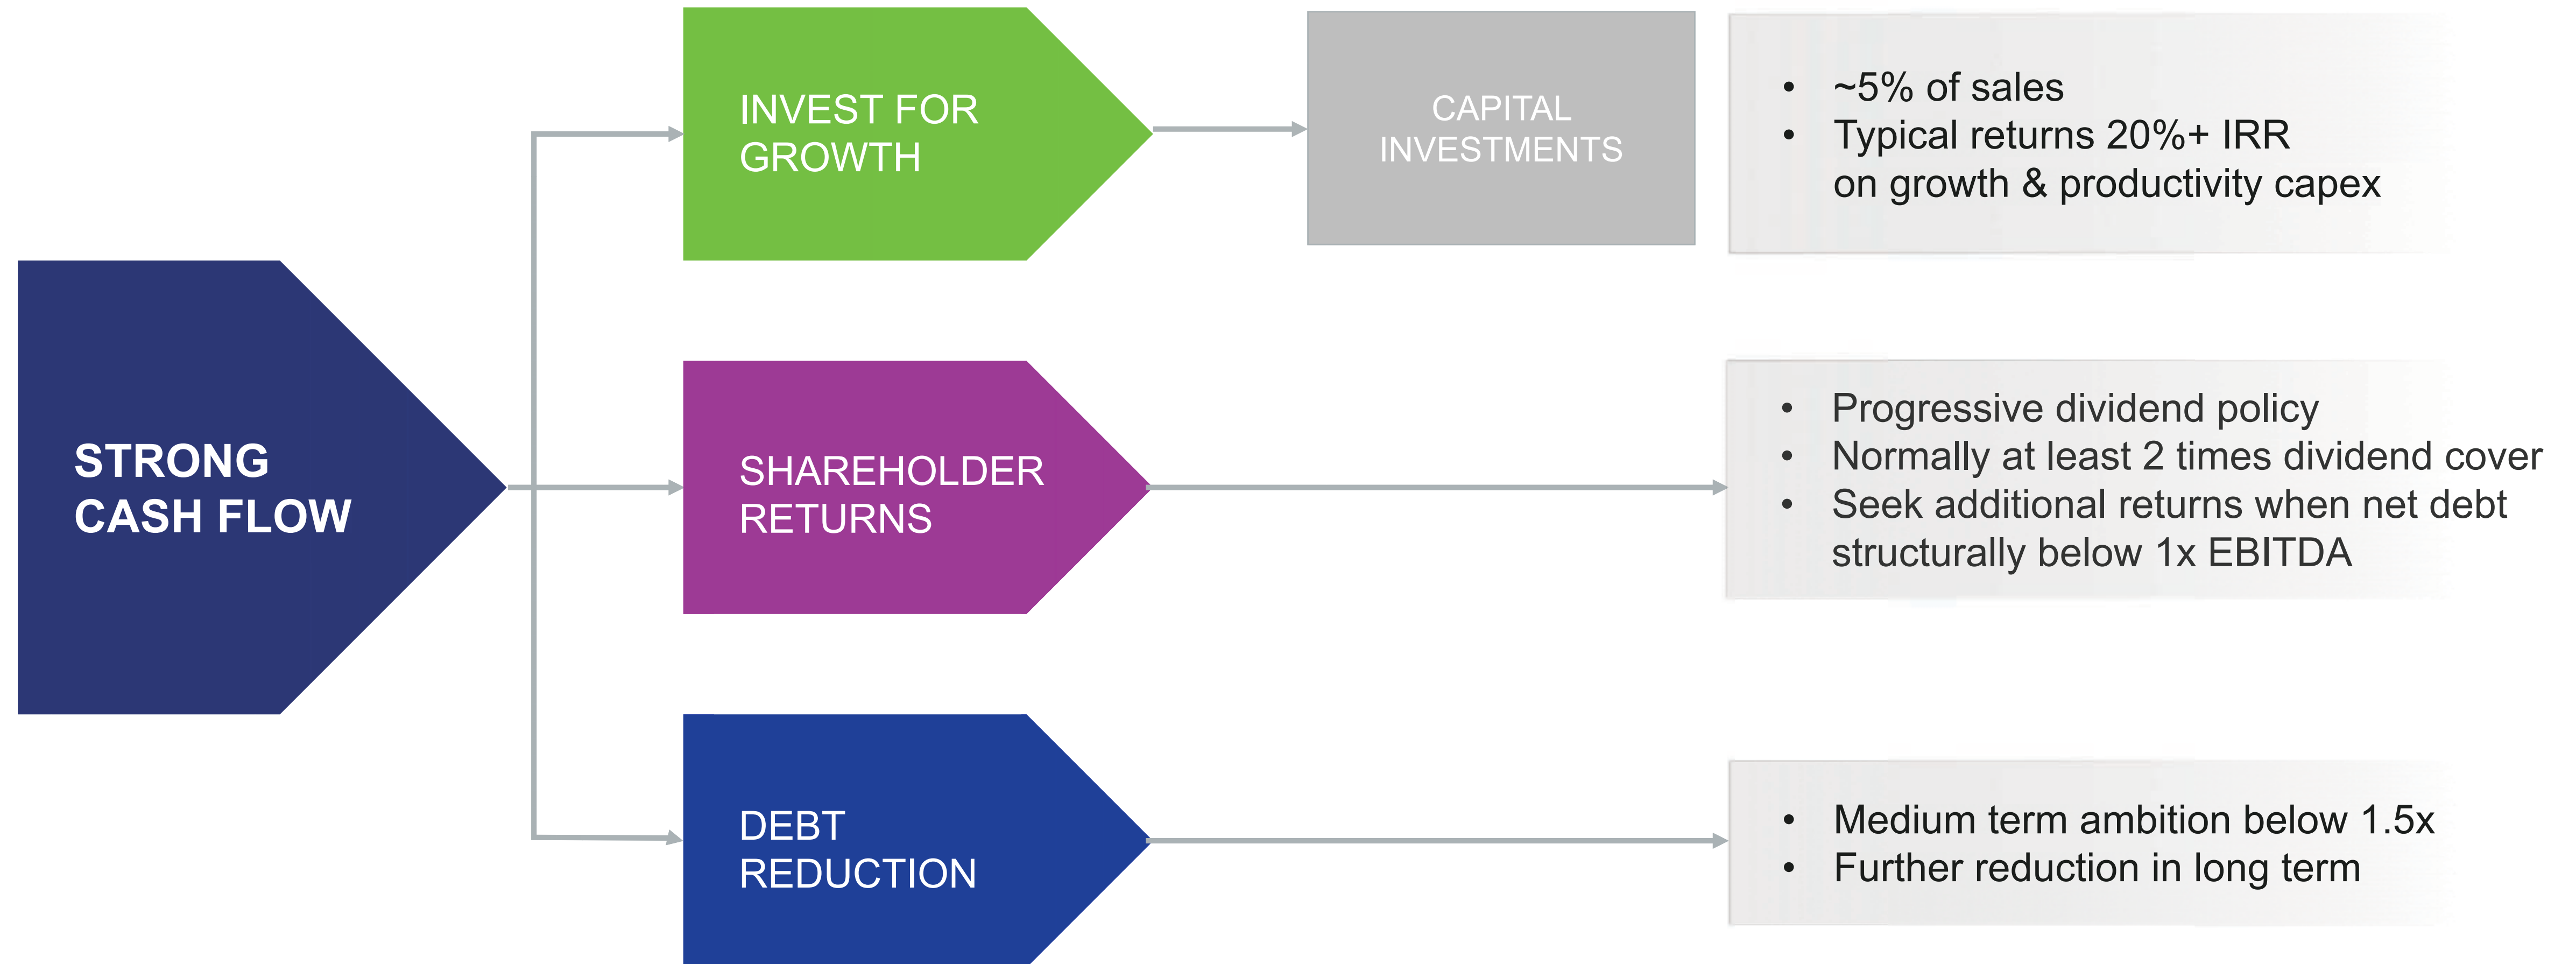 STRONG
CASH FLOW
INVEST FOR
GROWTH
CAPITAL
INVESTMENTS
• ~5% of sales
• Typical returns 20%+ IRR
on growth & productivity capex
SHAREHOLDER
RETURNS
• Progressive dividend policy
• Normally at least 2 times dividend cover
• Seek additional returns when net debt
structurally below 1x EBITDA
DEBT
REDUCTION
• Medium term ambition below 1.5x
• Further reduction in long term